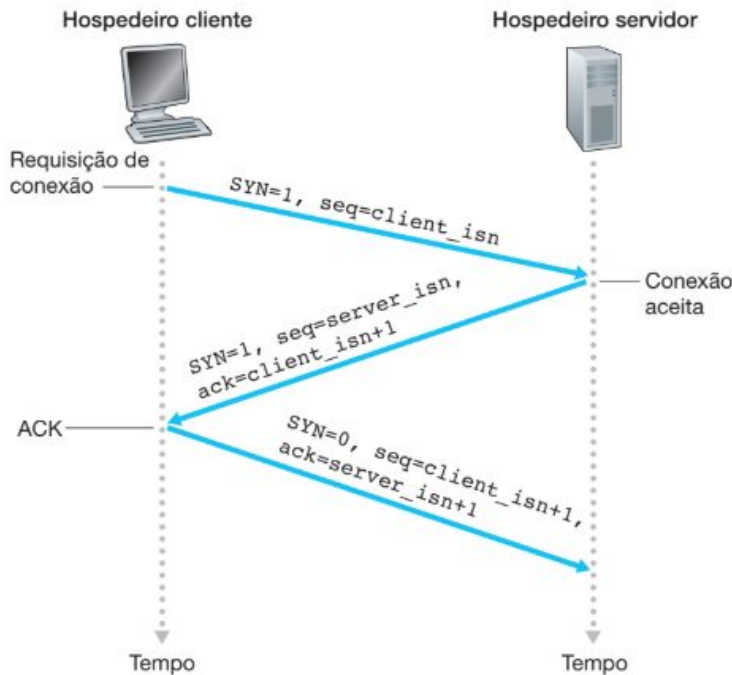 Hospedeiro cliente
Hospedeiro servidor
Requisição de
conexão
SYN=1, seq=client_isn
Conexão
aceita
SYN=1, seq=server_isn,
ack=client_isn+1
ACK
SYN=0, seq=client_isn+1,
ack=server_isn+1
Tempo
Tempo